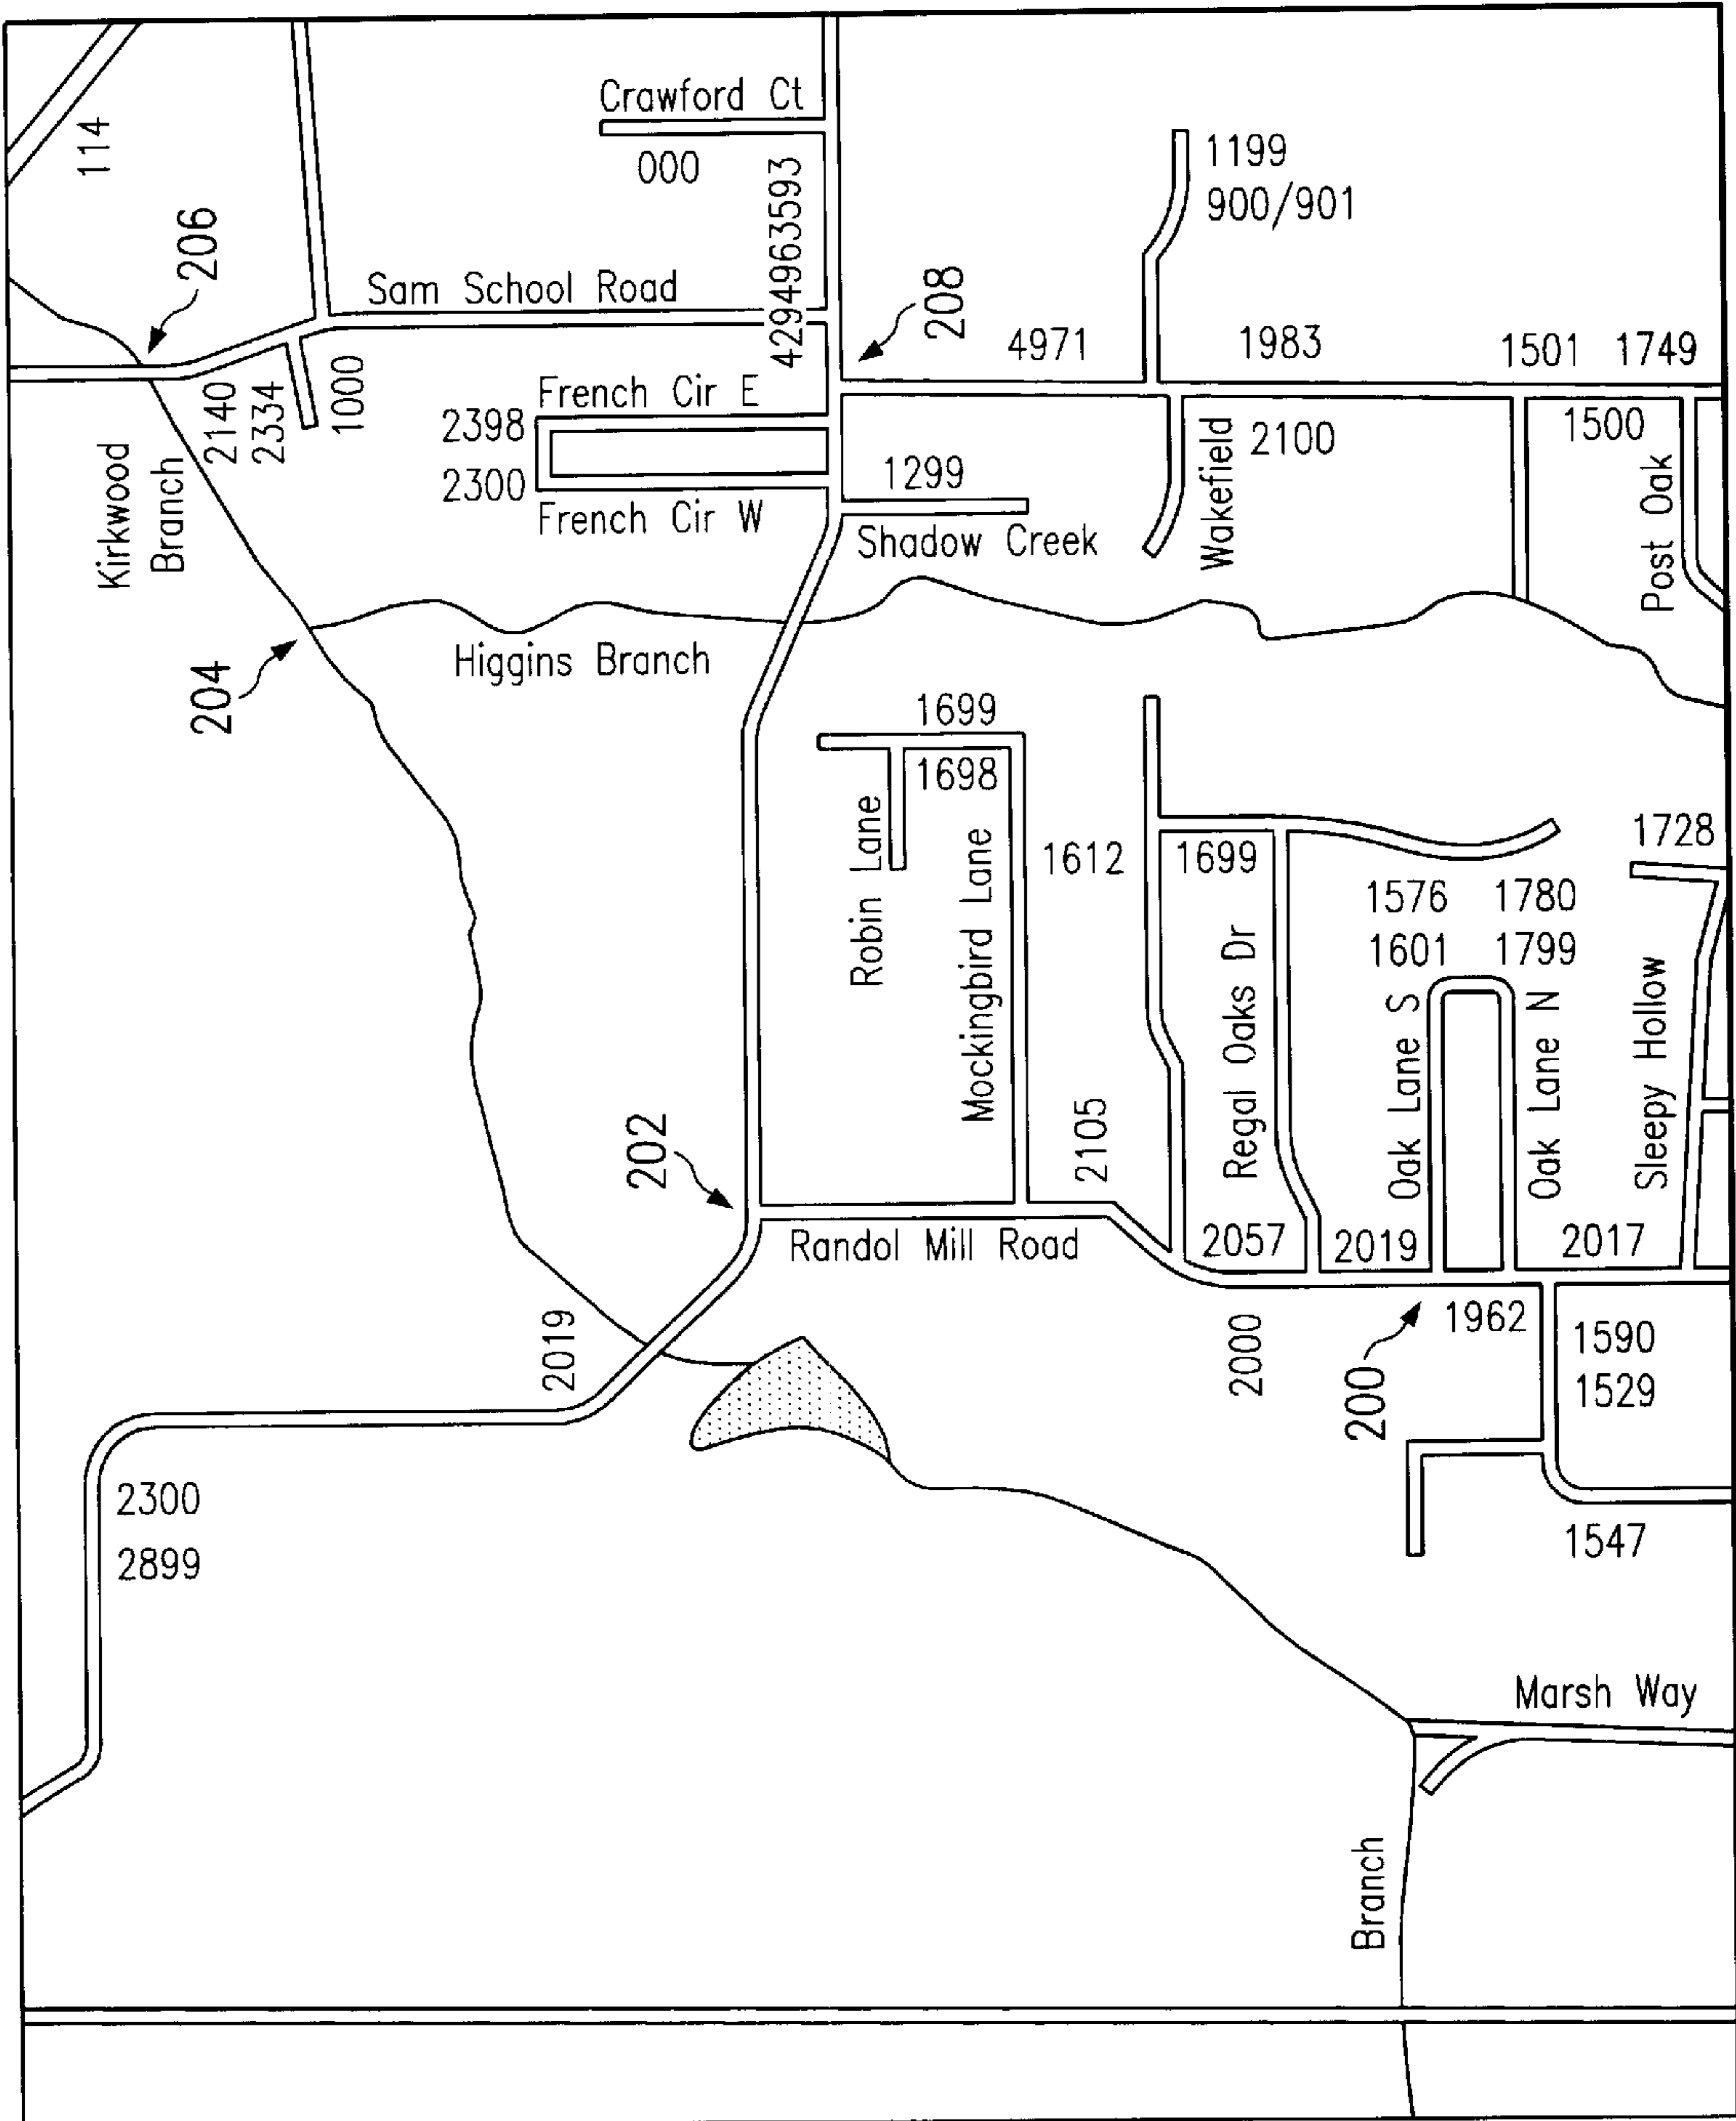 114
Crawford Ct
000
4294963593
1199
900/901
206
Sam School Road
208
4971
1983
1501
1749
Kirkwood
Branch
2140
2334
1000
French Cir E
2398
2300
French Cir W
1299
Shadow Creek
Wakefield
2100
1500
Post Oak
204
Higgins Branch
1699
1698
Robin Lane
Mockingbird Lane
1612
1699
1728
1576
1780
1601
1799
Regal Oaks Dr
Oak Lane S
Oak Lane N
Sleepy Hollow
202
2105
Randol Mill Road
2057
2019
2017
2019
2000
200
1962
1590
1529
2300
2899
1547
Marsh Way
Branch